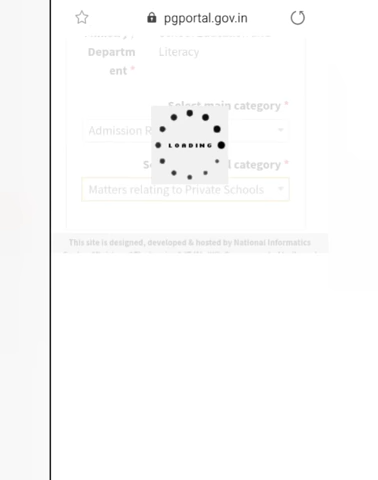 pgportal.gov.in
Departm
Literacy
ent *
Select main category *
Admission R
LOADING
category *
Matters relating to Private Schools
This site is designed, developed & hosted by National Informatics